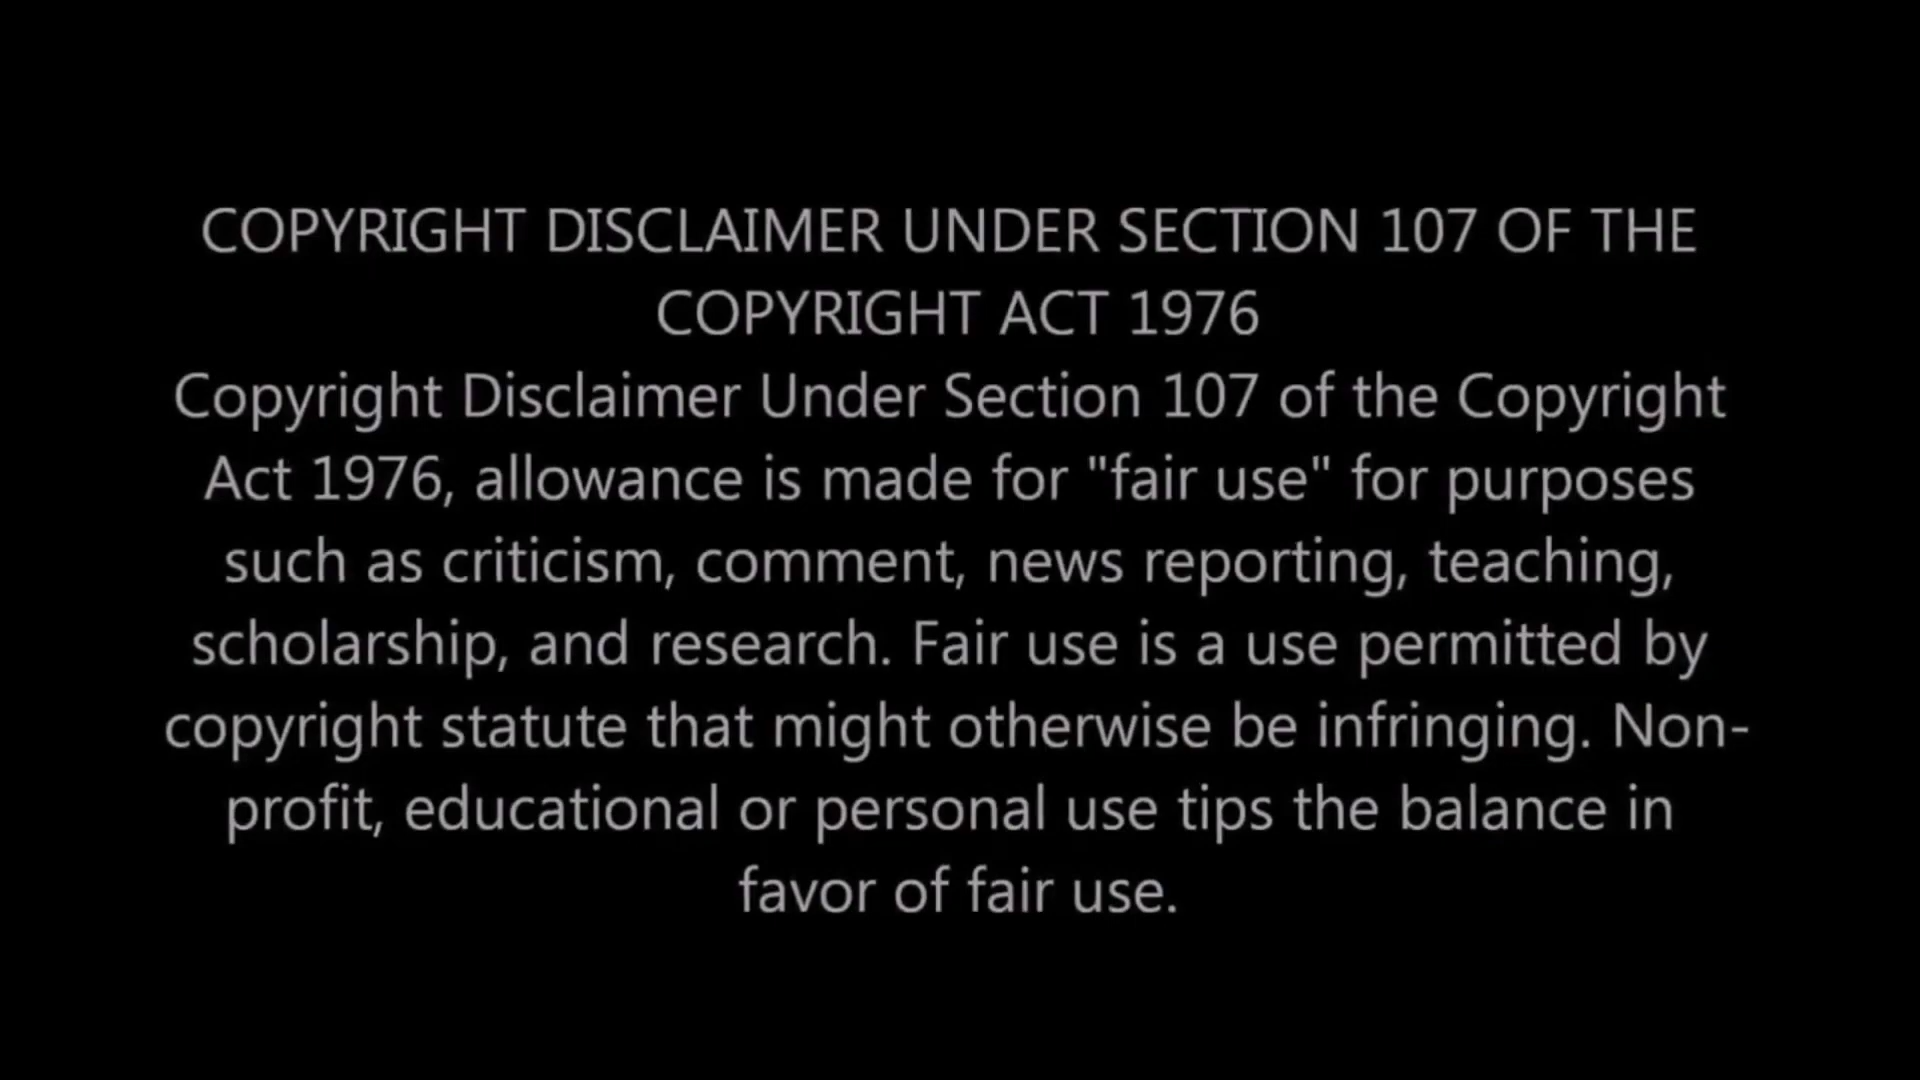 COPYRIGHT DISCLAIMER UNDER SECTION 107 OF THE
COPYRIGHT ACT 1976
Copyright Disclaimer Under Section 107 of the Copyright
Act 1976, allowance is made for "fair use" for purposes
such as criticism, comment, news reporting, teaching,
scholarship, and research. Fair use is a use permitted by
copyright statute that might otherwise be infringing. Non-
profit, educational or personal use tips the balance in
favor of fair use.